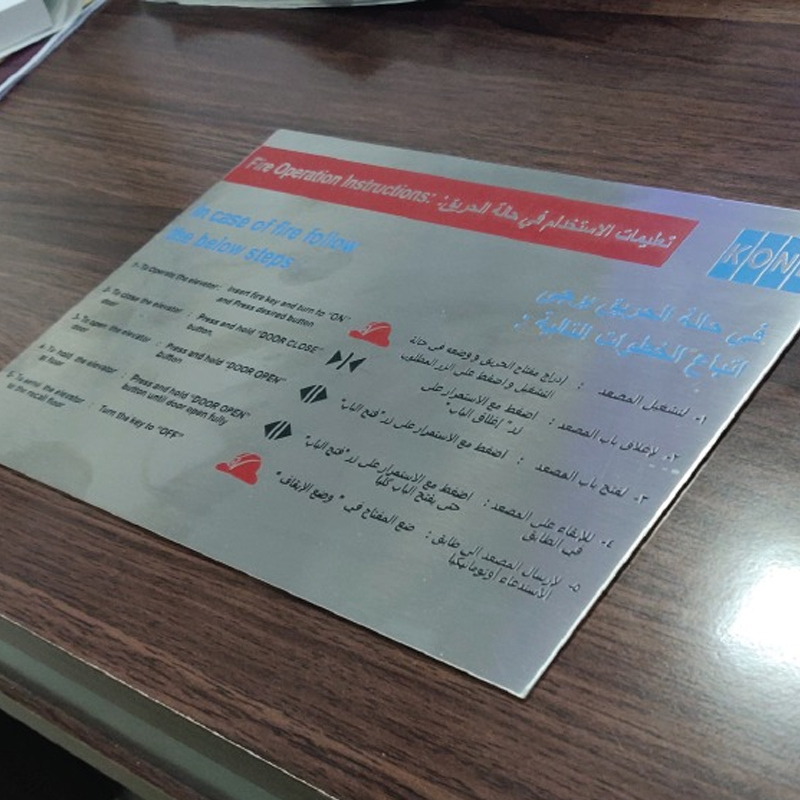 Fire Operation Instructions: تعليمات الاستخدام في حالة الحريق:
KON
In case of fire follow
the below steps
1- To Operate the elevator: Insert fire key and turn to "ON"
and Press desired button
2- To close the elevator : Press and hold "DOOR CLOSE"
door button.
3- To open the elevator : Press and hold "DOOR OPEN"
door button
4- To hold the elevator : Press and hold "DOOR OPEN"
at floor button until door open fully
5- To send the elevator : Turn the key to "OFF"
to the recall floor
في حالة الحريق يرجى
اتباع الخطوات التالية :
١- لتشغيل المصعد : إدراج مفتاح الحريق و وضعه في حالة
التشغيل و اضغط على الزر المطلوب
٢- لإغلاق باب المصعد : اضغط مع الاستمرار على
زر" إغلاق الباب"
٣- لفتح باب المصعد : اضغط مع الاستمرار على زر"فتح الباب"
٤- للإبقاء على المصعد : اضغط مع الاستمرار على زر"فتح الباب"
في الطابق حتى يفتح الباب كليا
٥- لإرسال المصعد الى طابق : ضع المفتاح في " وضع الإيقاف "
الاستدعاء أوتوماتيكيا